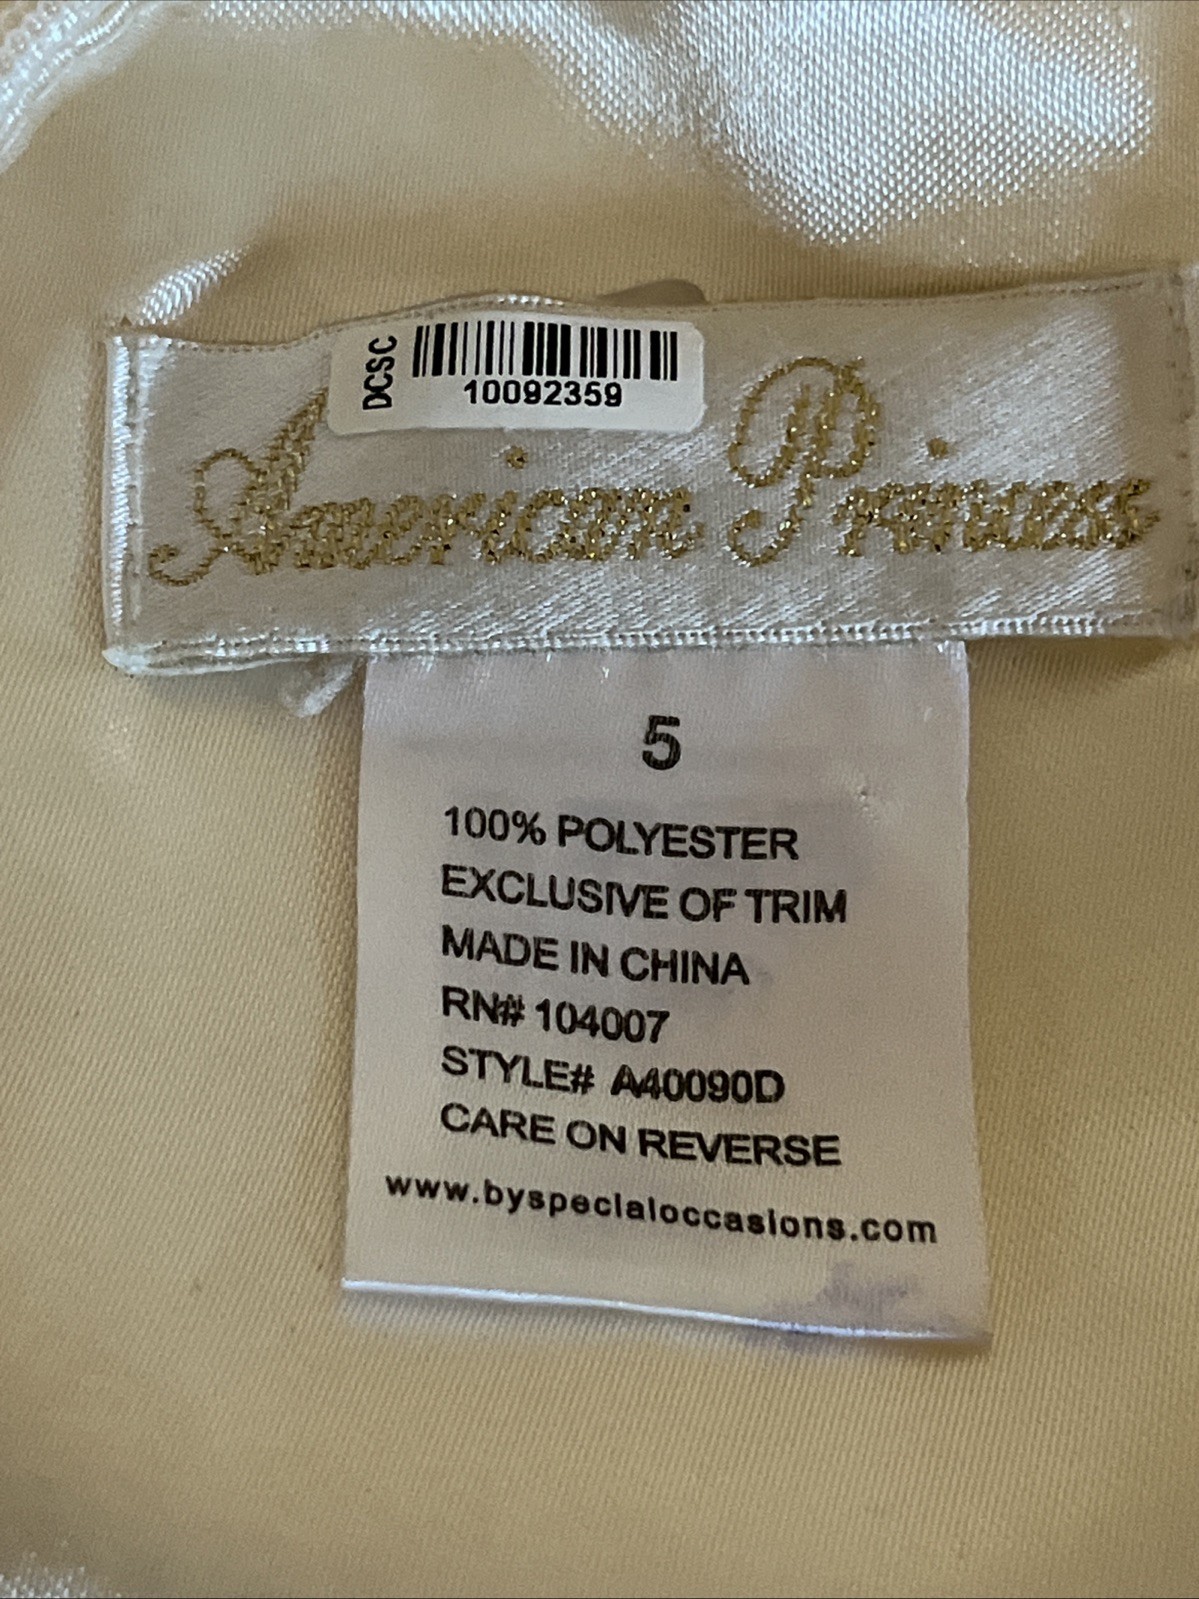 DCSC
10092359
American Princess
5
100% POLYESTER
EXCLUSIVE OF TRIM
MADE IN CHINA
RN# 104007
STYLE# A40090D
CARE ON REVERSE
www.byspecialoccasions.com